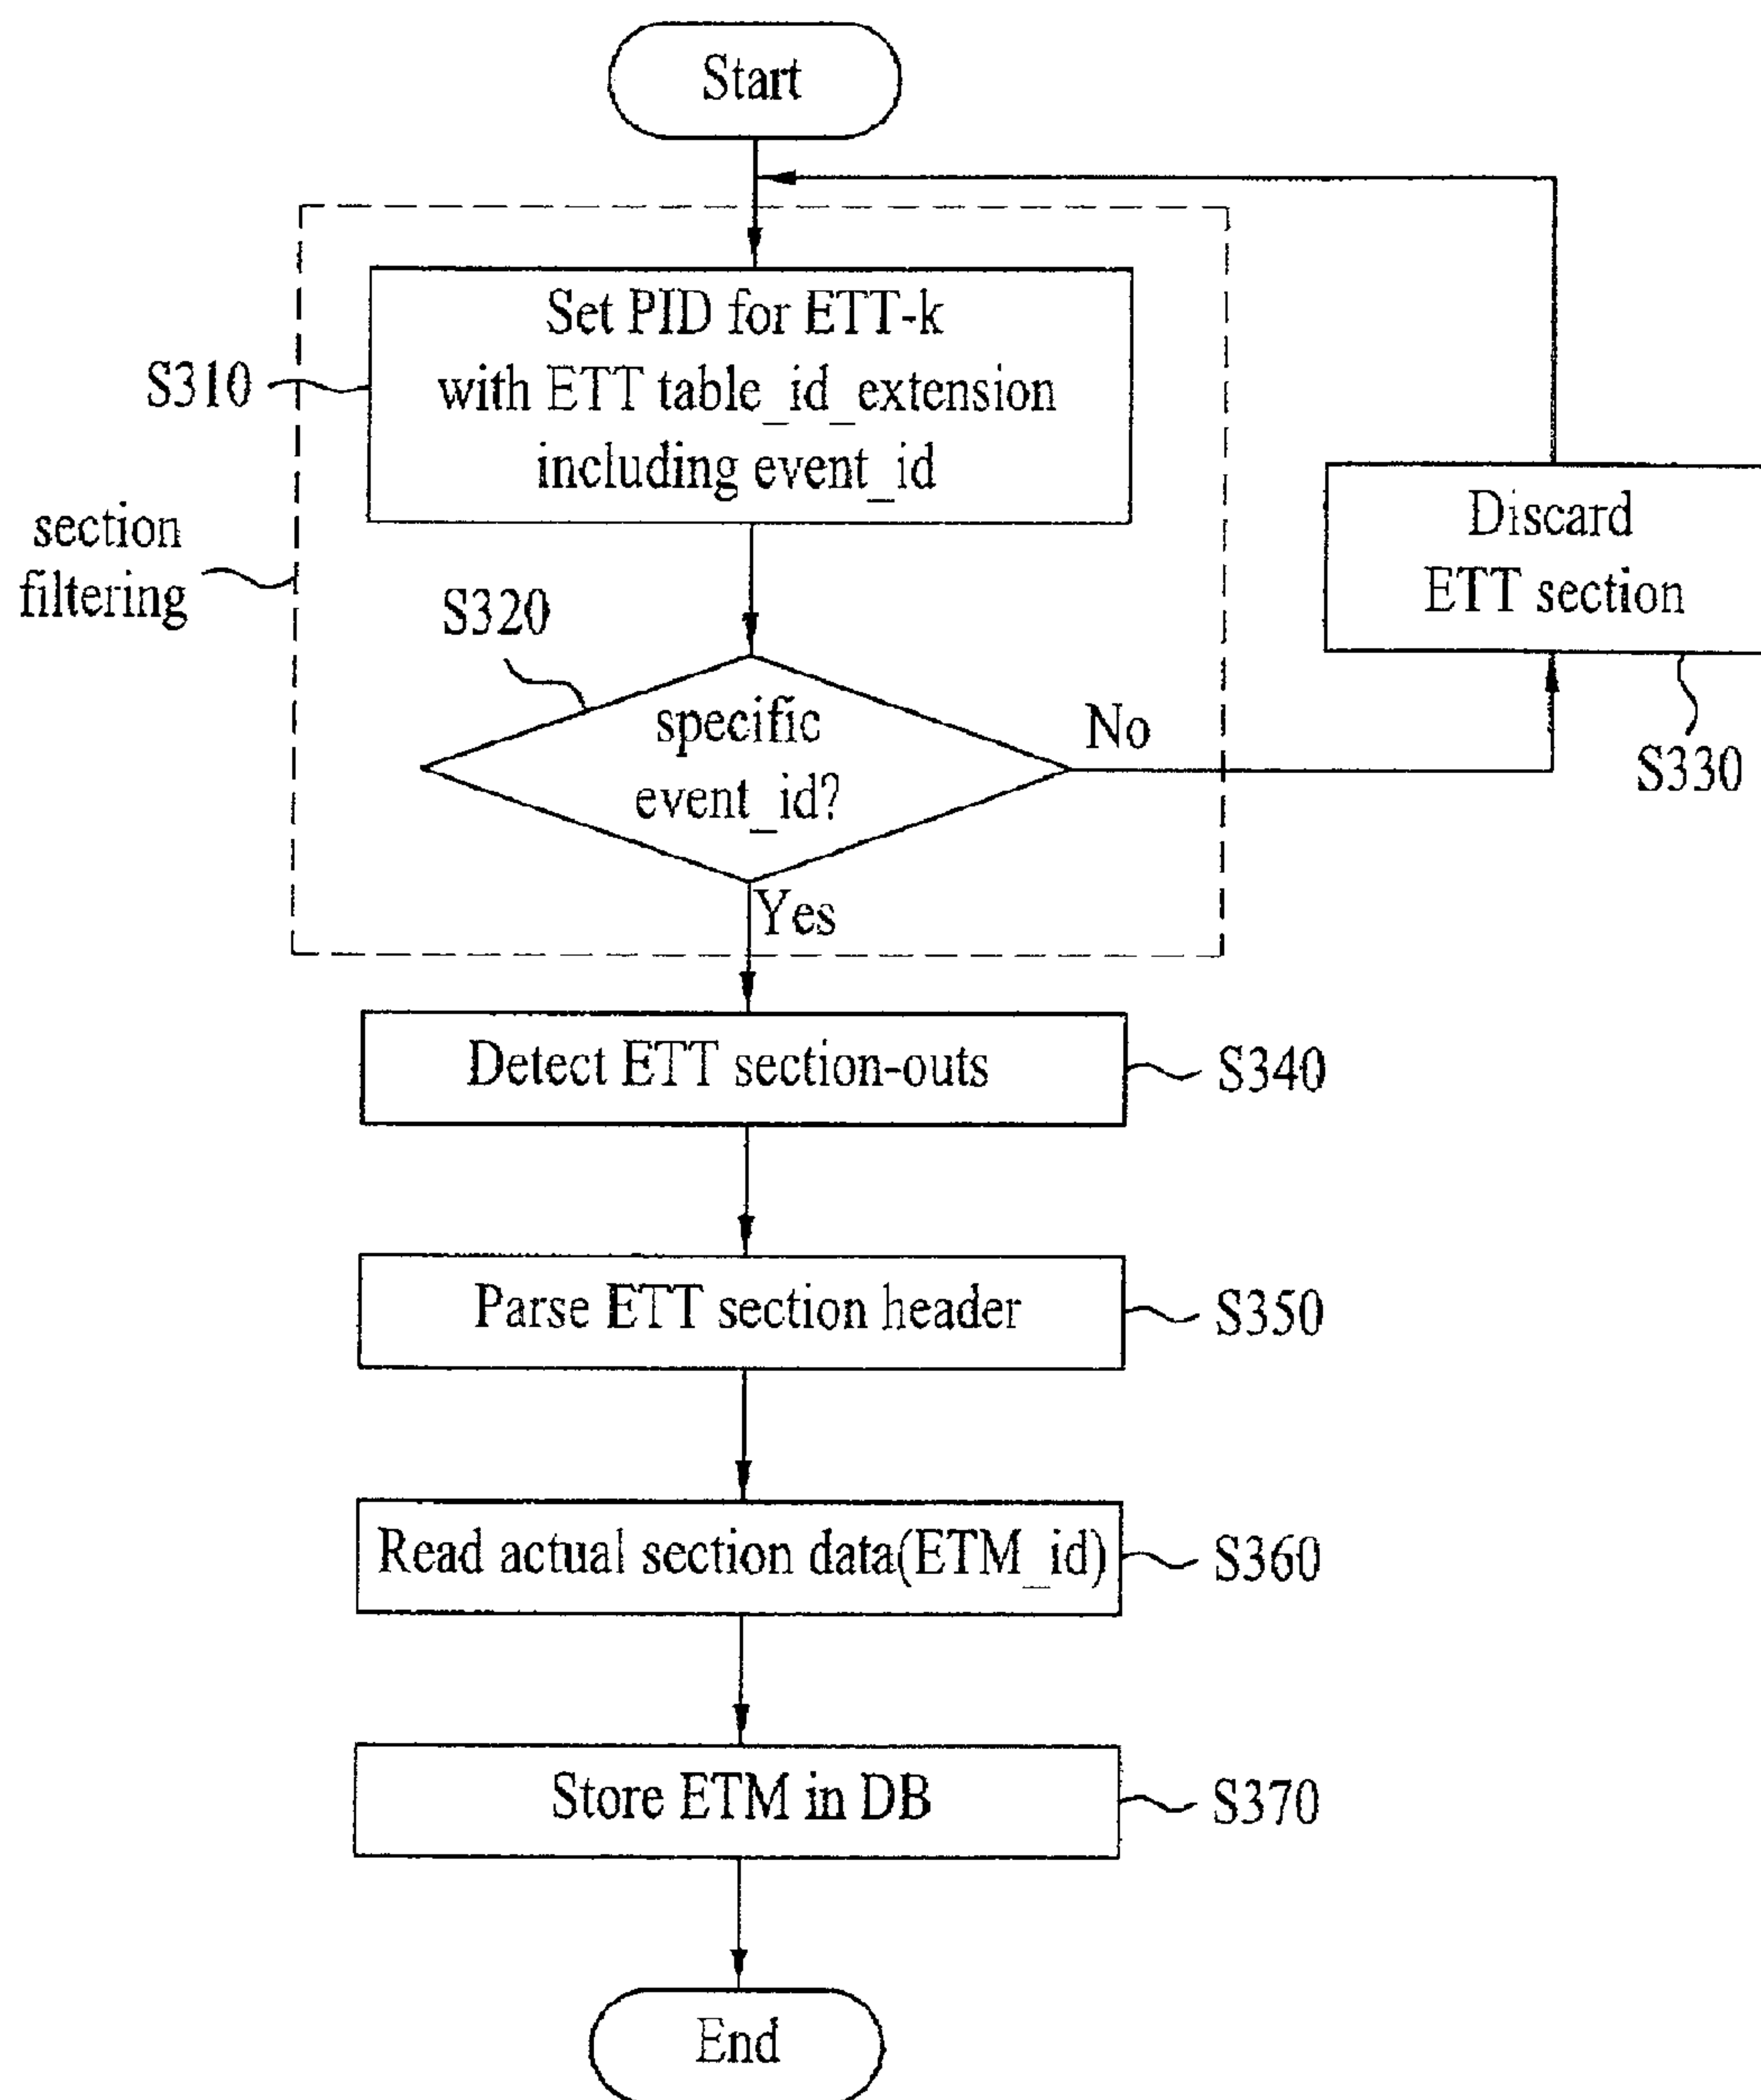 Start
Set PID for ETT-k
with ETT table_id_extension
including event_id
S310
section
filtering
Discard
ETT section
S320
specific
event_id?
No
S330
Yes
Detect ETT section-outs
S340
Parse ETT section header
S350
Read actual section data(ETM_id)
S360
Store ETM in DB
S370
End